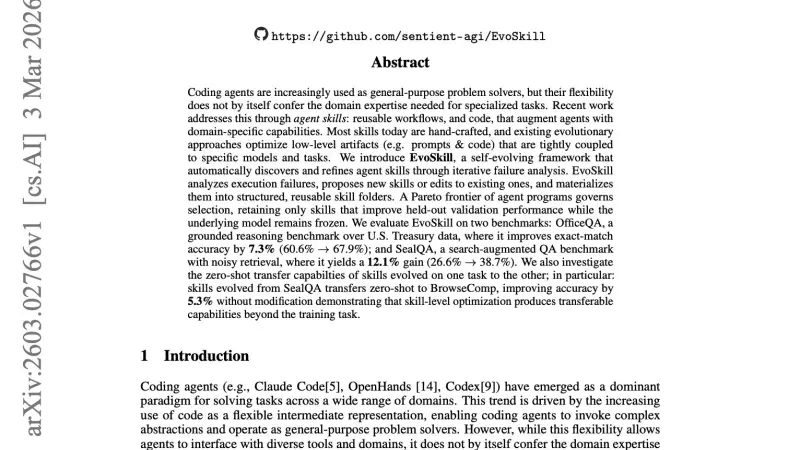 https://github.com/sentient-agi/EvoSkill
Abstract
Coding agents are increasingly used as general-purpose problem solvers, but their flexibility
does not by itself confer the domain expertise needed for specialized tasks. Recent work
addresses this through agent skills: reusable workflows, and code, that augment agents with
domain-specific capabilities. Most skills today are hand-crafted, and existing evolutionary
approaches optimize low-level artifacts (e.g. prompts & code) that are tightly coupled
to specific models and tasks. We introduce EvoSkill, a self-evolving framework that
automatically discovers and refines agent skills through iterative failure analysis. EvoSkill
analyzes execution failures, proposes new skills or edits to existing ones, and materializes
them into structured, reusable skill folders. A Pareto frontier of agent programs governs
selection, retaining only skills that improve held-out validation performance while the
underlying model remains frozen. We evaluate EvoSkill on two benchmarks: OfficeQA, a
grounded reasoning benchmark over U.S. Treasury data, where it improves exact-match
accuracy by 7.3% (60.6% → 67.9%); and SealQA, a search-augmented QA benchmark
with noisy retrieval, where it yields a 12.1% gain (26.6% → 38.7%). We also investigate
the zero-shot transfer capabilties of skills evolved on one task to the other; in particular:
skills evolved from SealQA transfers zero-shot to BrowseComp, improving accuracy by
5.3% without modification demonstrating that skill-level optimization produces transferable
capabilities beyond the training task.
1 Introduction
Coding agents (e.g., Claude Code[5], OpenHands [14], Codex[9]) have emerged as a dominant
paradigm for solving tasks across a wide range of domains. This trend is driven by the increasing
use of code as a flexible intermediate representation, enabling coding agents to invoke complex
abstractions and operate as general-purpose problem solvers. However, while this flexibility allows
agents to interface with diverse tools and domains, it does not by itself confer the domain expertise
arXiv:2603.02766v1 [cs.AI] 3 Mar 2026